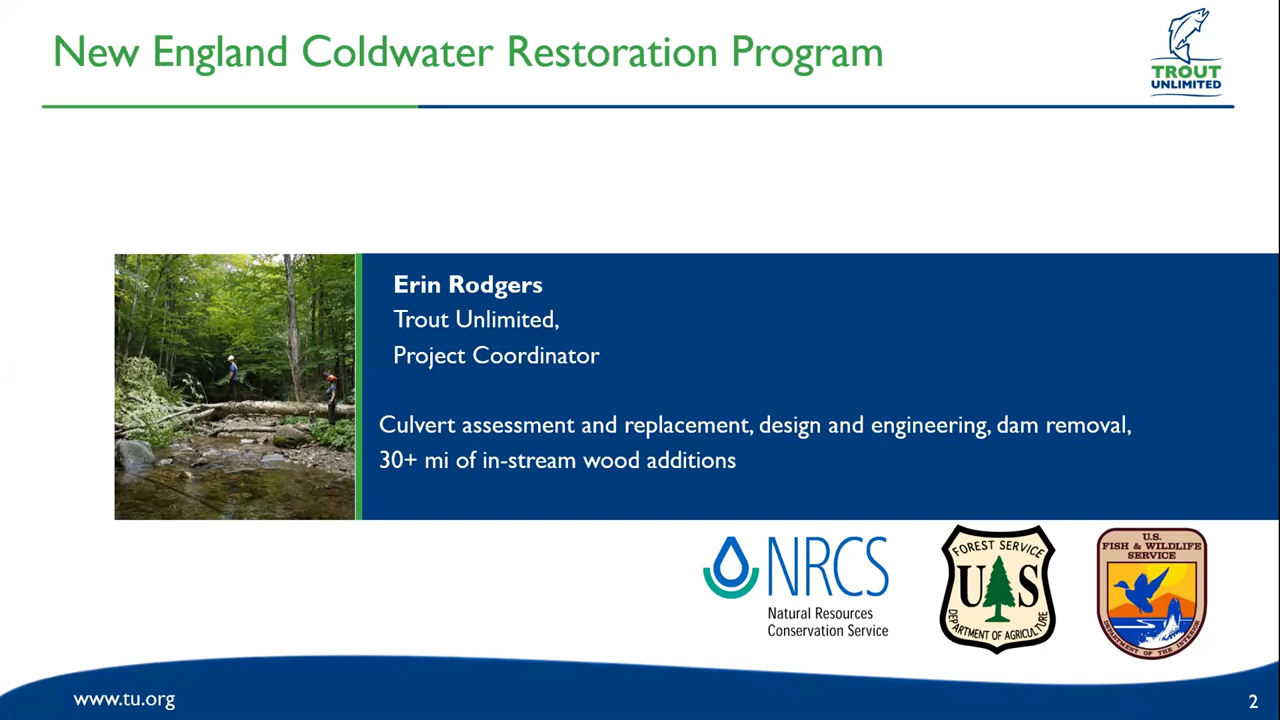 New England Coldwater Restoration Program
TROUT
UNLIMITED
Erin Rodgers
Trout Unlimited,
Project Coordinator
Culvert assessment and replacement, design and engineering, dam removal,
30+ mi of in-stream wood additions
NRCS
Natural Resources
Conservation Service
FOREST SERVICE
U S
DEPARTMENT OF AGRICULTURE
U.S.
FISH & WILDLIFE
SERVICE
DEPARTMENT OF THE INTERIOR
www.tu.org
2